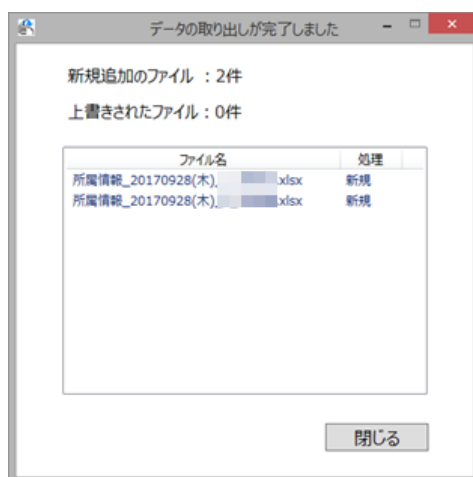 データの取り出しが完了しました
新規追加のファイル ：2件
上書きされたファイル：0件
ファイル名 処理
所属情報_20170928(木)_ .xlsx 新規
所属情報_20170928(木)_ .xlsx 新規
閉じる